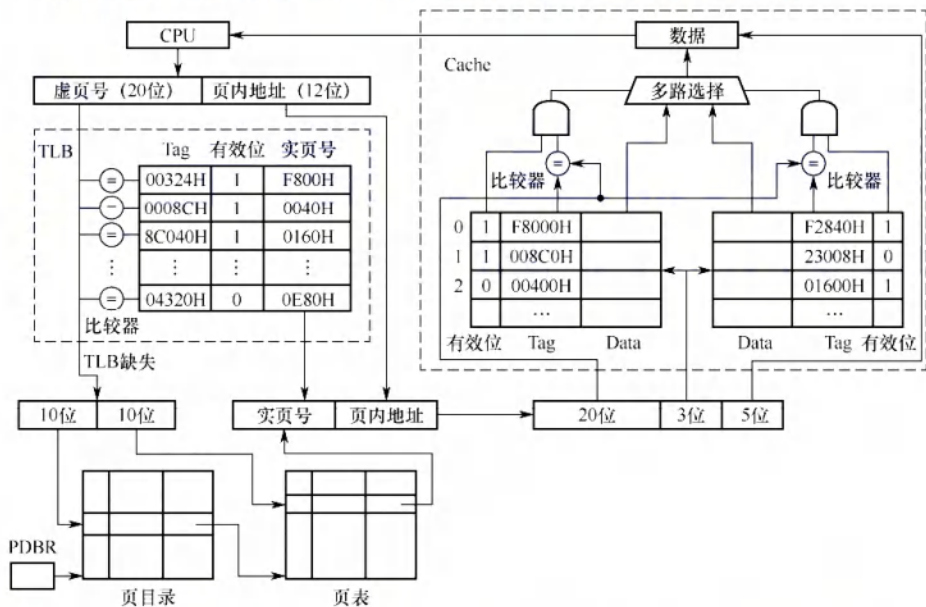 CPU
数据
Cache
虚页号（20位） 页内地址（12位）
多路选择
TLB
Tag 有效位 实页号
= 00324H 1 F800H
= 0008CH 1 0040H
= 8C040H 1 0160H
⋮ ⋮ ⋮ ⋮
= 04320H 0 0E80H
比较器
TLB缺失
= 比较器
= 比较器
0 1 F8000H
1 1 008C0H
2 0 00400H
...
有效位 Tag Data
F2840H 1
23008H 0
01600H 1
...
Data Tag 有效位
10位 10位
实页号 页内地址
20位 3位 5位
PDBR
页目录
页表